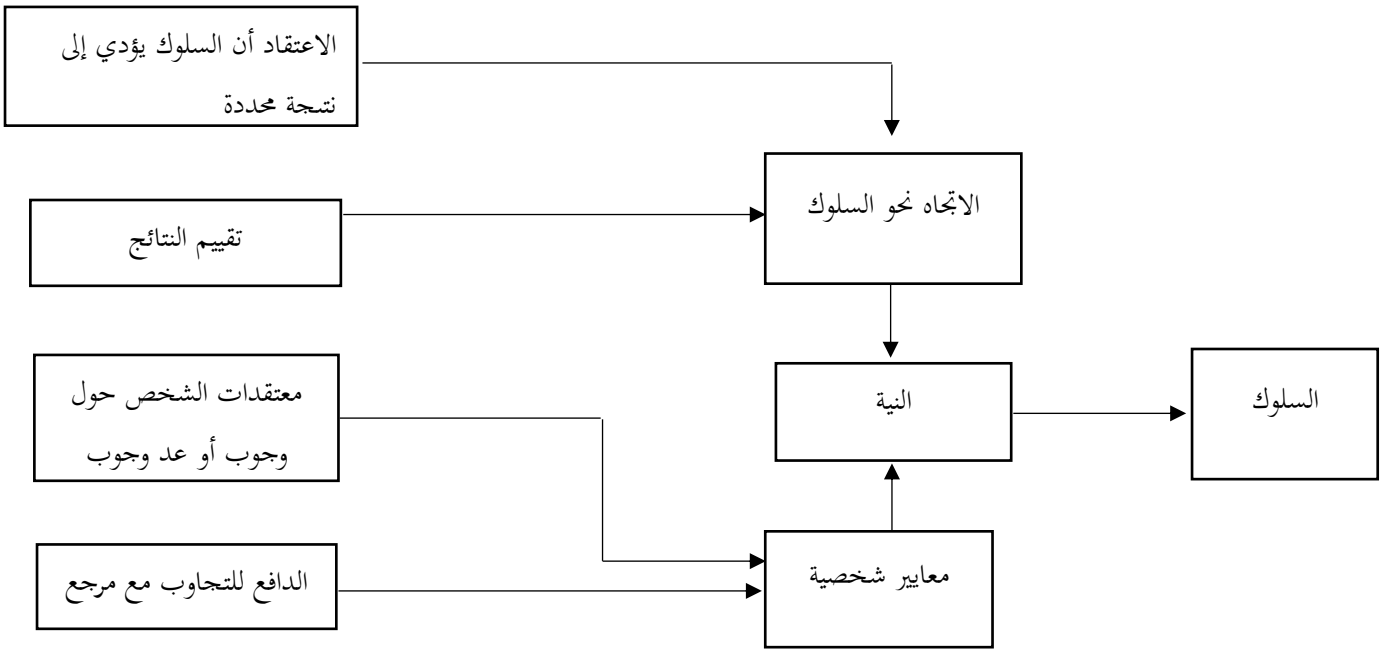 الاعتقاد أن السلوك يؤدي إلى
نتيجة محددة
الاتجاه نحو السلوك
تقييم النتائج
معتقدات الشخص حول
وجوب أو عد وجوب
النية
السلوك
معايير شخصية
الدافع للتجاوب مع مرجع